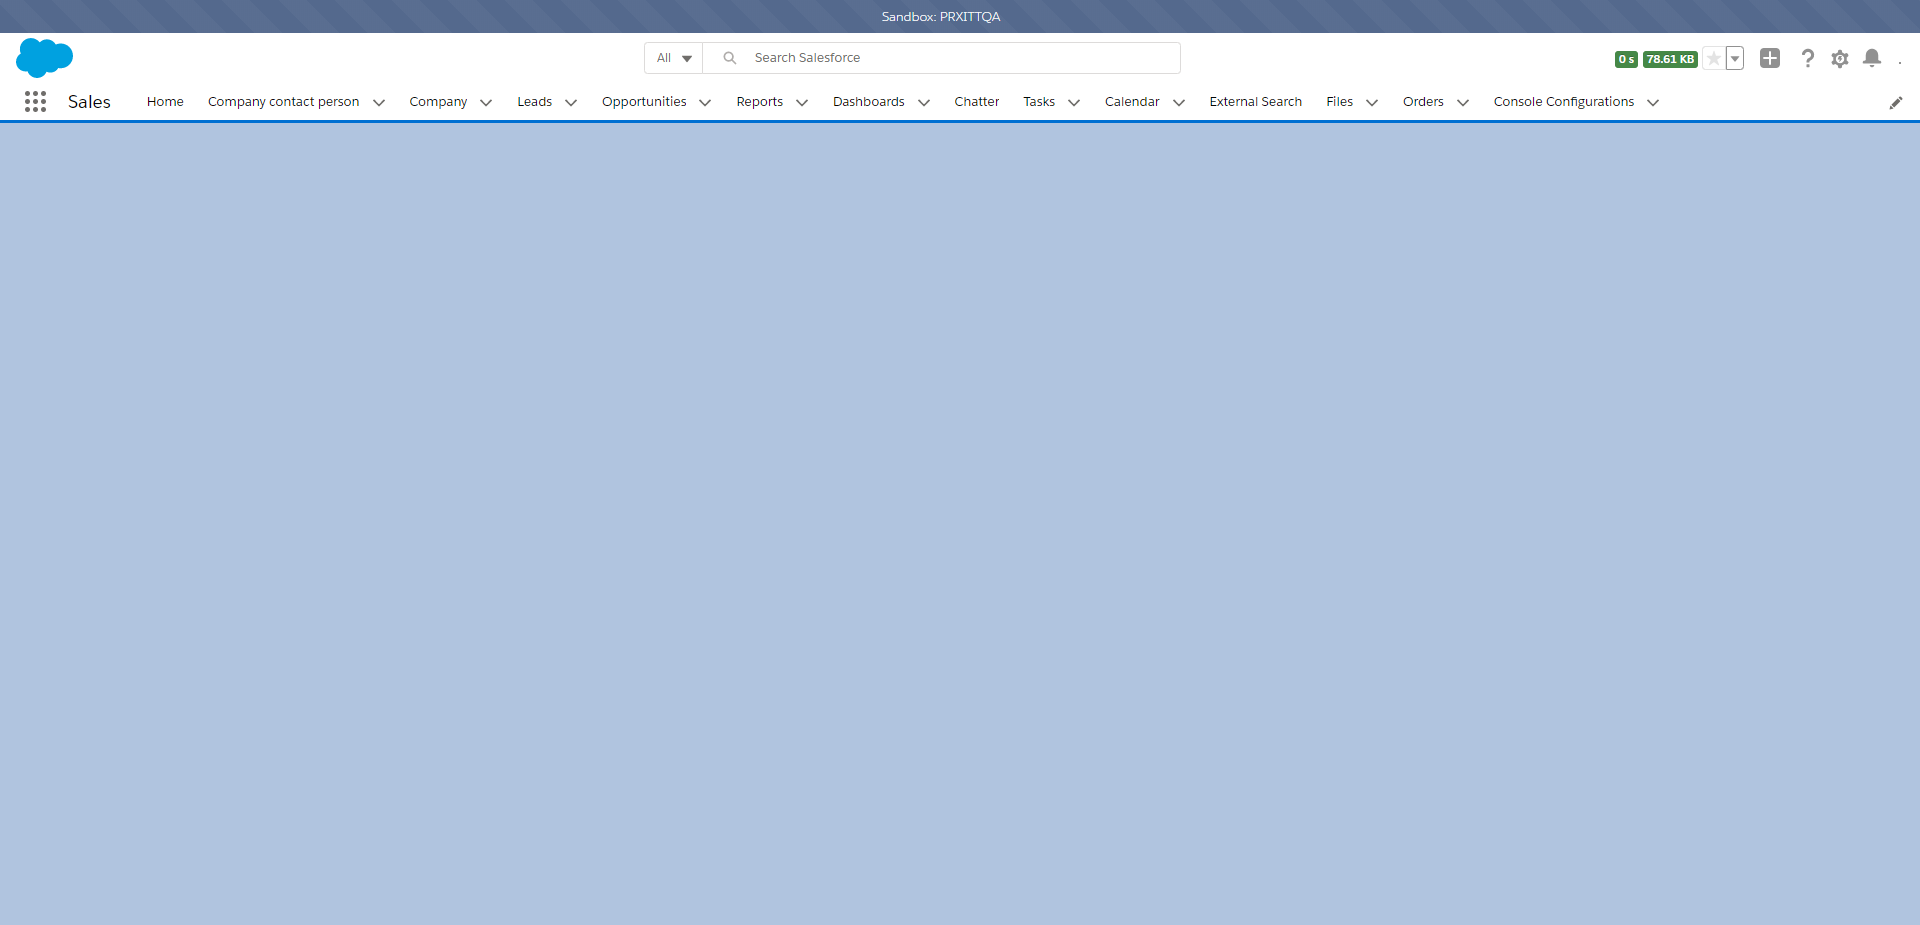 Sandbox: PRXITTQA
All Search Salesforce 0 s 78.61 KB
Sales Home Company contact person Company Leads Opportunities Reports Dashboards Chatter Tasks Calendar External Search Files Orders Console Configurations